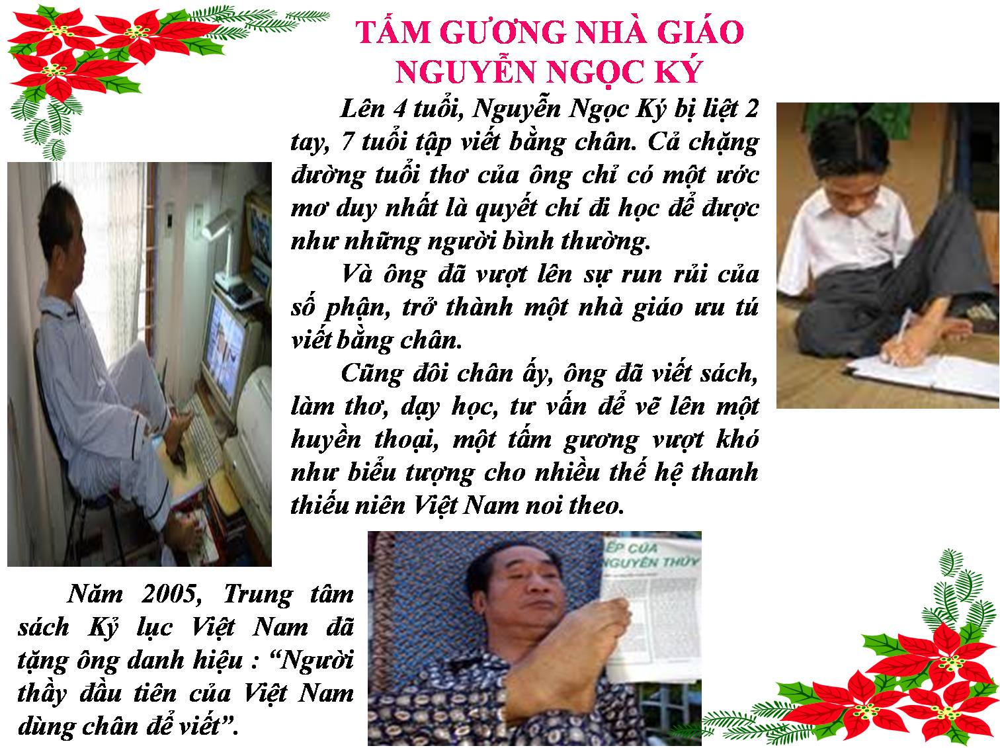 TẤM GƯƠNG NHÀ GIÁO
NGUYỄN NGỌC KÝ
Lên 4 tuổi, Nguyễn Ngọc Ký bị liệt 2
tay, 7 tuổi tập viết bằng chân. Cả chặng
đường tuổi thơ của ông chỉ có một ước
mơ duy nhất là quyết chí đi học để được
như những người bình thường.
Và ông đã vượt lên sự run rủi của
số phận, trở thành một nhà giáo ưu tú
viết bằng chân.
Cũng đôi chân ấy, ông đã viết sách,
làm thơ, dạy học, tư vấn để vẽ lên một
huyền thoại, một tấm gương vượt khó
như biểu tượng cho nhiều thế hệ thanh
thiếu niên Việt Nam noi theo.
ẾP CỦA
NGUYÊN THỦY
Năm 2005, Trung tâm
sách Kỷ lục Việt Nam đã
tặng ông danh hiệu : “Người
thầy đầu tiên của Việt Nam
dùng chân để viết”.